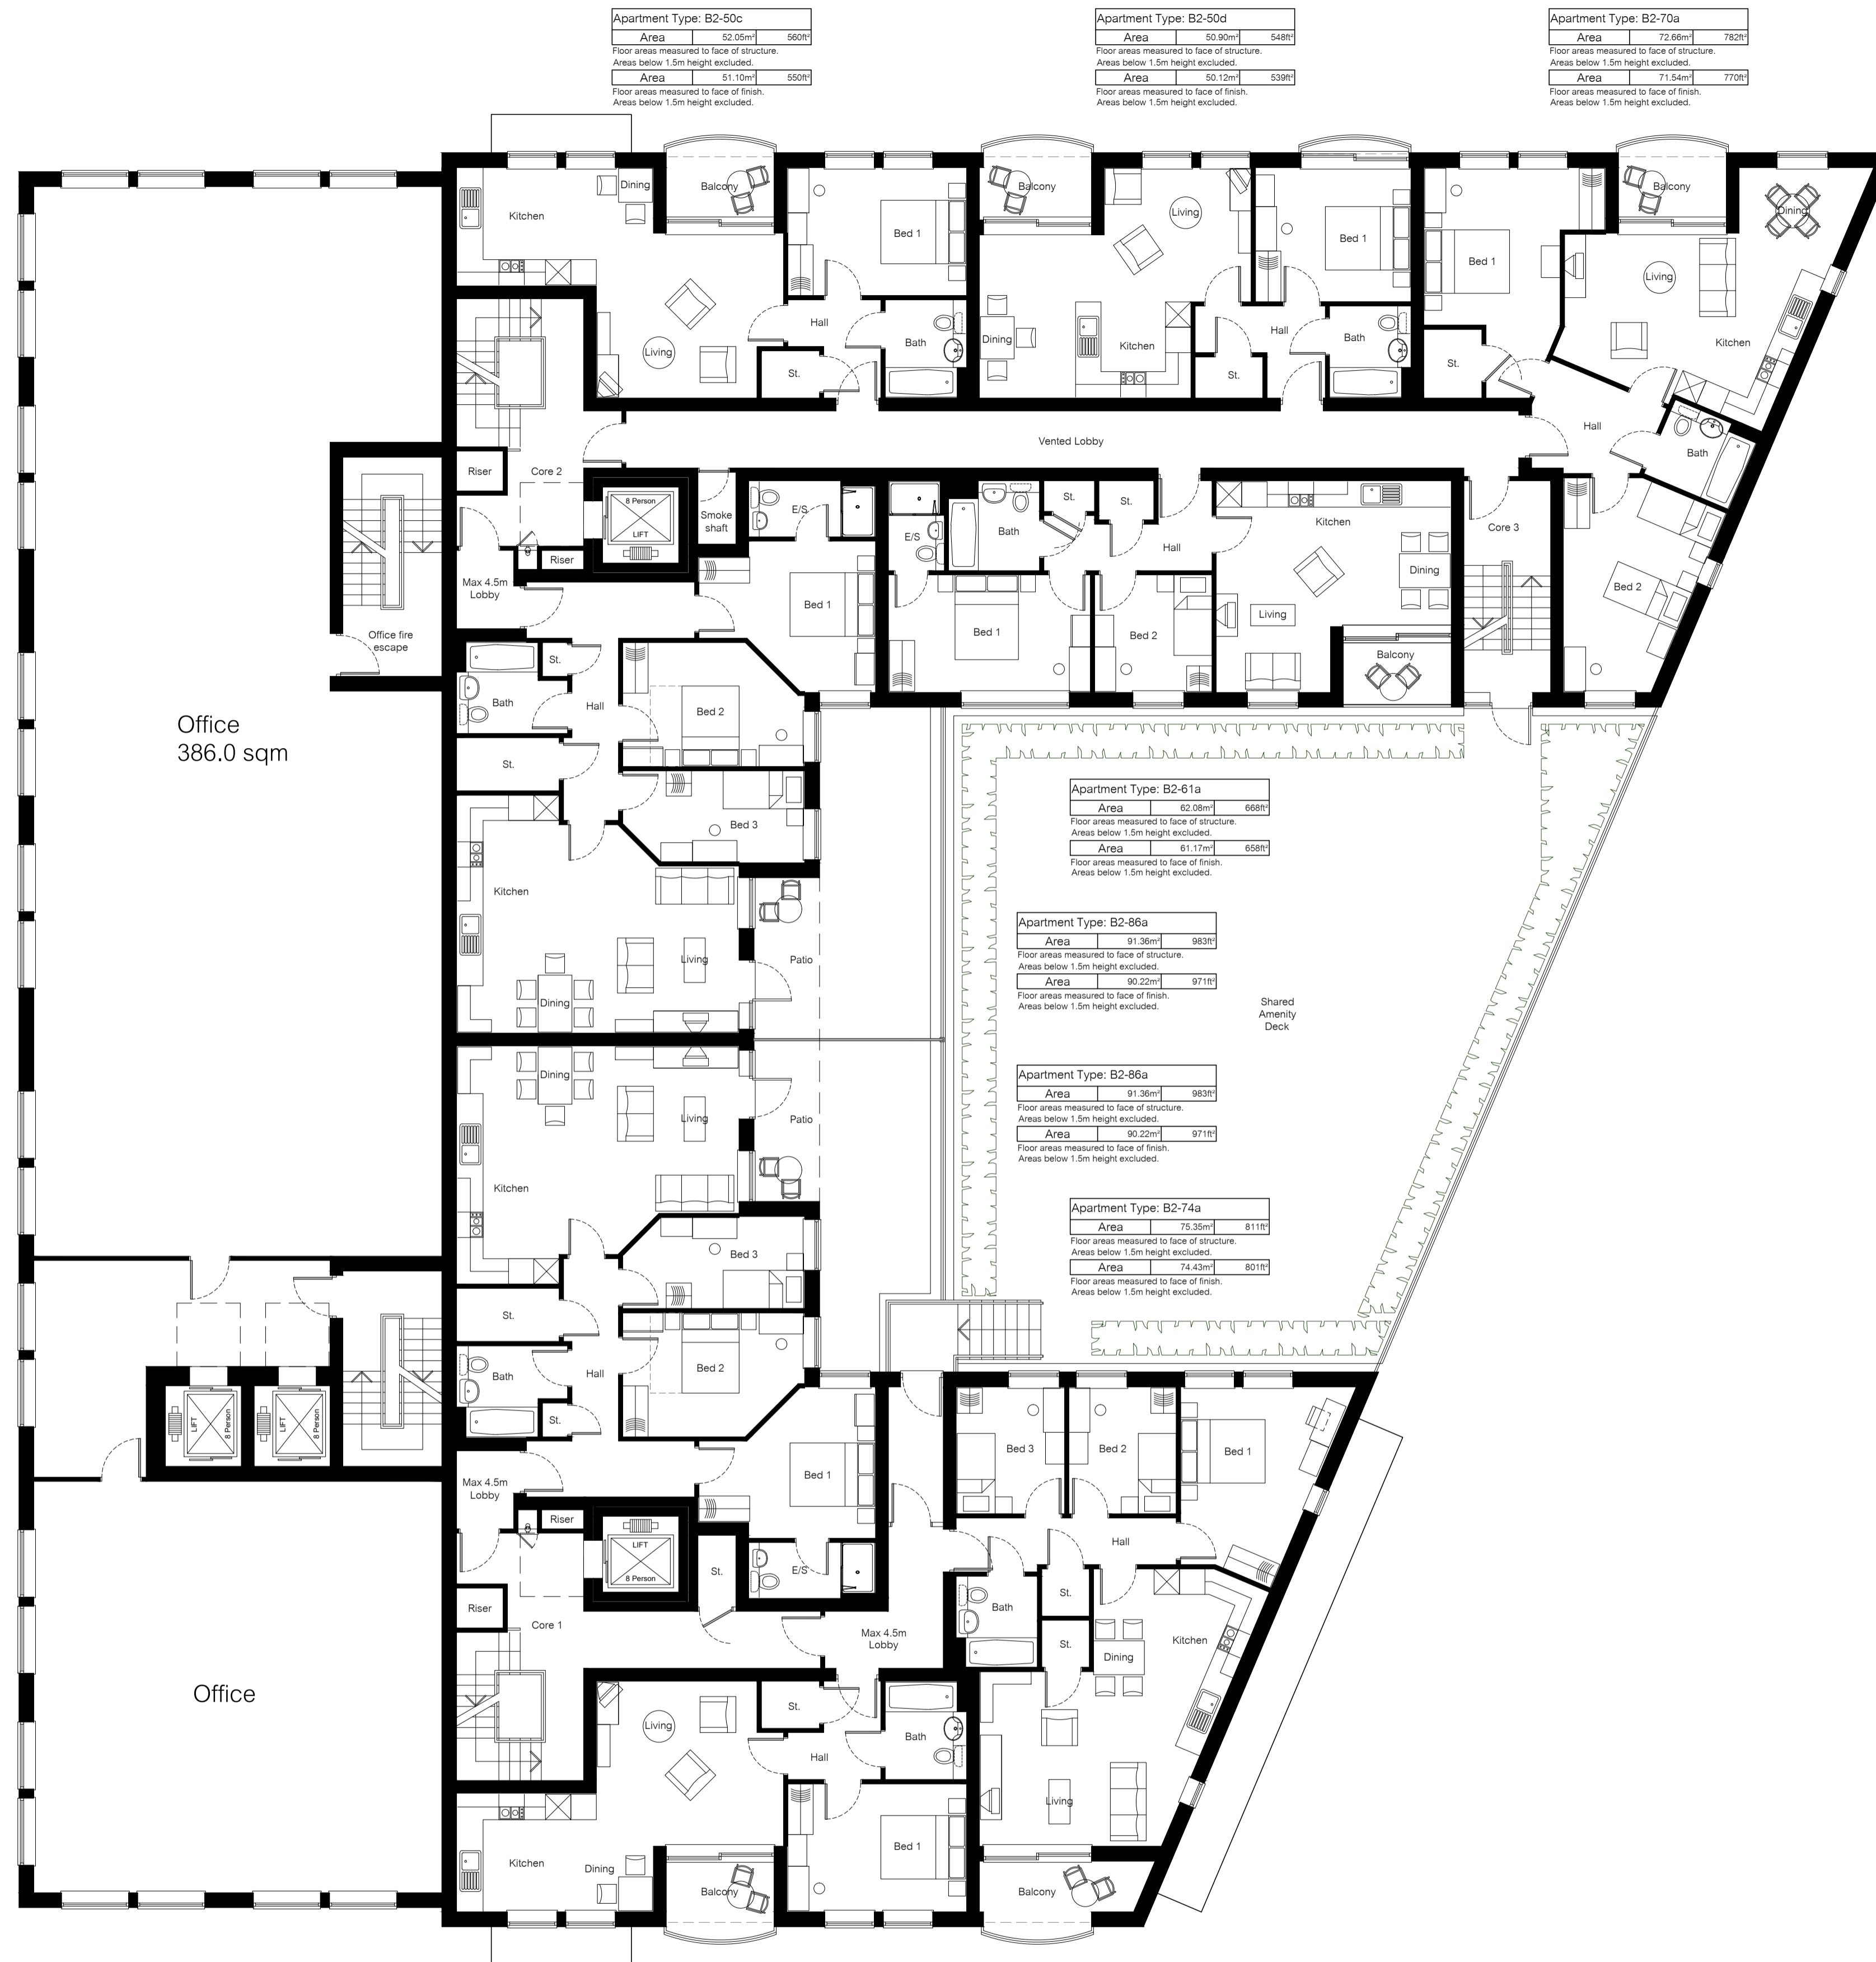 Apartment Type: B2-50c
Area 52.05m² 560ft²
Floor areas measured to face of structure.
Areas below 1.5m height excluded.
Area 51.10m² 550ft²
Floor areas measured to face of finish.
Areas below 1.5m height excluded.
Apartment Type: B2-50d
Area 50.90m² 548ft²
Floor areas measured to face of structure.
Areas below 1.5m height excluded.
Area 50.12m² 539ft²
Floor areas measured to face of finish.
Areas below 1.5m height excluded.
Apartment Type: B2-70a
Area 72.66m² 782ft²
Floor areas measured to face of structure.
Areas below 1.5m height excluded.
Area 71.54m² 770ft²
Floor areas measured to face of finish.
Areas below 1.5m height excluded.
Kitchen
Dining
Balcony
Bed 1
Living
Hall
Bath
St.
Balcony
Living
Bed 1
Dining
Kitchen
Hall
Bath
St.
Bed 1
Balcony
Dining
Living
Kitchen
St.
Hall
Bath
Bed 2
Vented Lobby
Riser
Core 2
8 Person
LIFT
Smoke
shaft
Riser
Max 4.5m
Lobby
Office fire
escape
Office
386.0 sqm
E/S
Bed 1
St.
Bath
Hall
Bed 2
St.
Bed 3
Kitchen
Living
Dining
Patio
E/S
Bath
St.
St.
Hall
Bed 1
Bed 2
Kitchen
Dining
Living
Balcony
Core 3
Apartment Type: B2-61a
Area 62.08m² 668ft²
Floor areas measured to face of structure.
Areas below 1.5m height excluded.
Area 61.17m² 658ft²
Floor areas measured to face of finish.
Areas below 1.5m height excluded.
Apartment Type: B2-86a
Area 91.36m² 983ft²
Floor areas measured to face of structure.
Areas below 1.5m height excluded.
Area 90.22m² 971ft²
Floor areas measured to face of finish.
Areas below 1.5m height excluded.
Shared
Amenity
Deck
Apartment Type: B2-86a
Area 91.36m² 983ft²
Floor areas measured to face of structure.
Areas below 1.5m height excluded.
Area 90.22m² 971ft²
Floor areas measured to face of finish.
Areas below 1.5m height excluded.
Apartment Type: B2-74a
Area 75.35m² 811ft²
Floor areas measured to face of structure.
Areas below 1.5m height excluded.
Area 74.43m² 801ft²
Floor areas measured to face of finish.
Areas below 1.5m height excluded.
Dining
Living
Patio
Kitchen
Bed 3
St.
Bed 2
Bath
Hall
St.
Bed 1
E/S
Max 4.5m
Lobby
Riser
LIFT
8 Person
LIFT
8 Person
LIFT
8 Person
Riser
Core 1
St.
Max 4.5m
Lobby
Office
Bed 3
Bed 2
Bed 1
Hall
Bath
St.
St.
Kitchen
Dining
Living
Balcony
Living
St.
Hall
Bath
Kitchen
Dining
Balcony
Bed 1